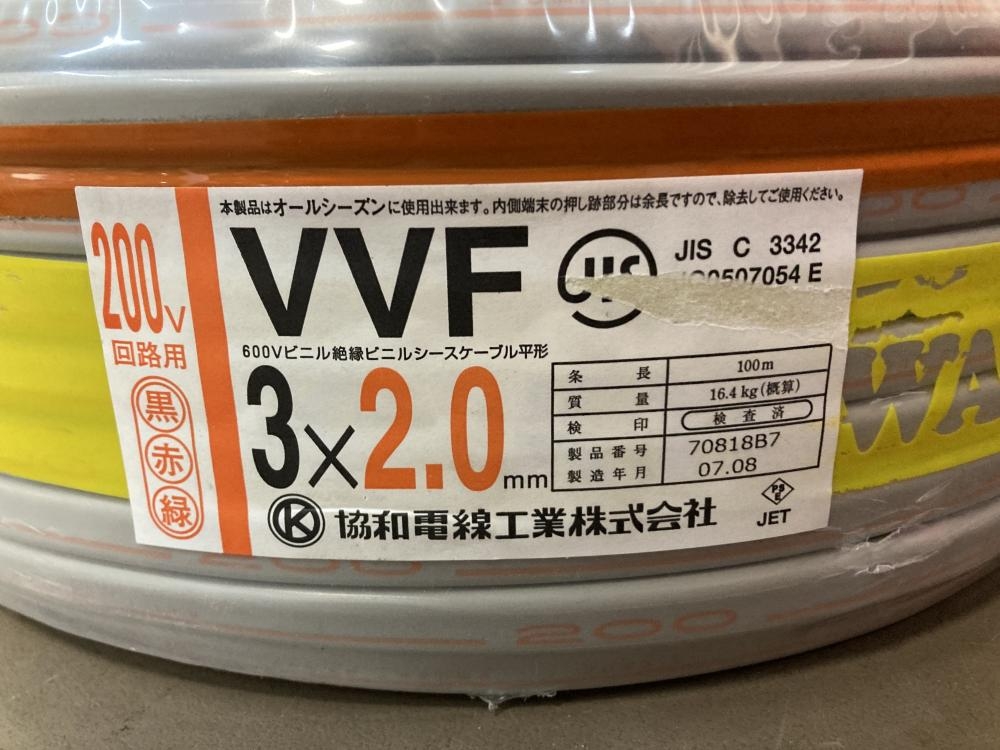 本製品はオールシーズンに使用出来ます。内側端末の押し跡部分は余長ですので、除去してご使用ください。
200V
回路用
黒
赤
緑
VVF
JIS
JIS C 3342
0507054 E
600Vビニル絶縁ビニルシースケーブル平形
3×2.0mm
条長 100m
質量 16.4kg(概算)
検印 検査済
製品番号 70818B7
製造年月 07.08
K 協和電線工業株式会社
PSE
JET
WA
200
200